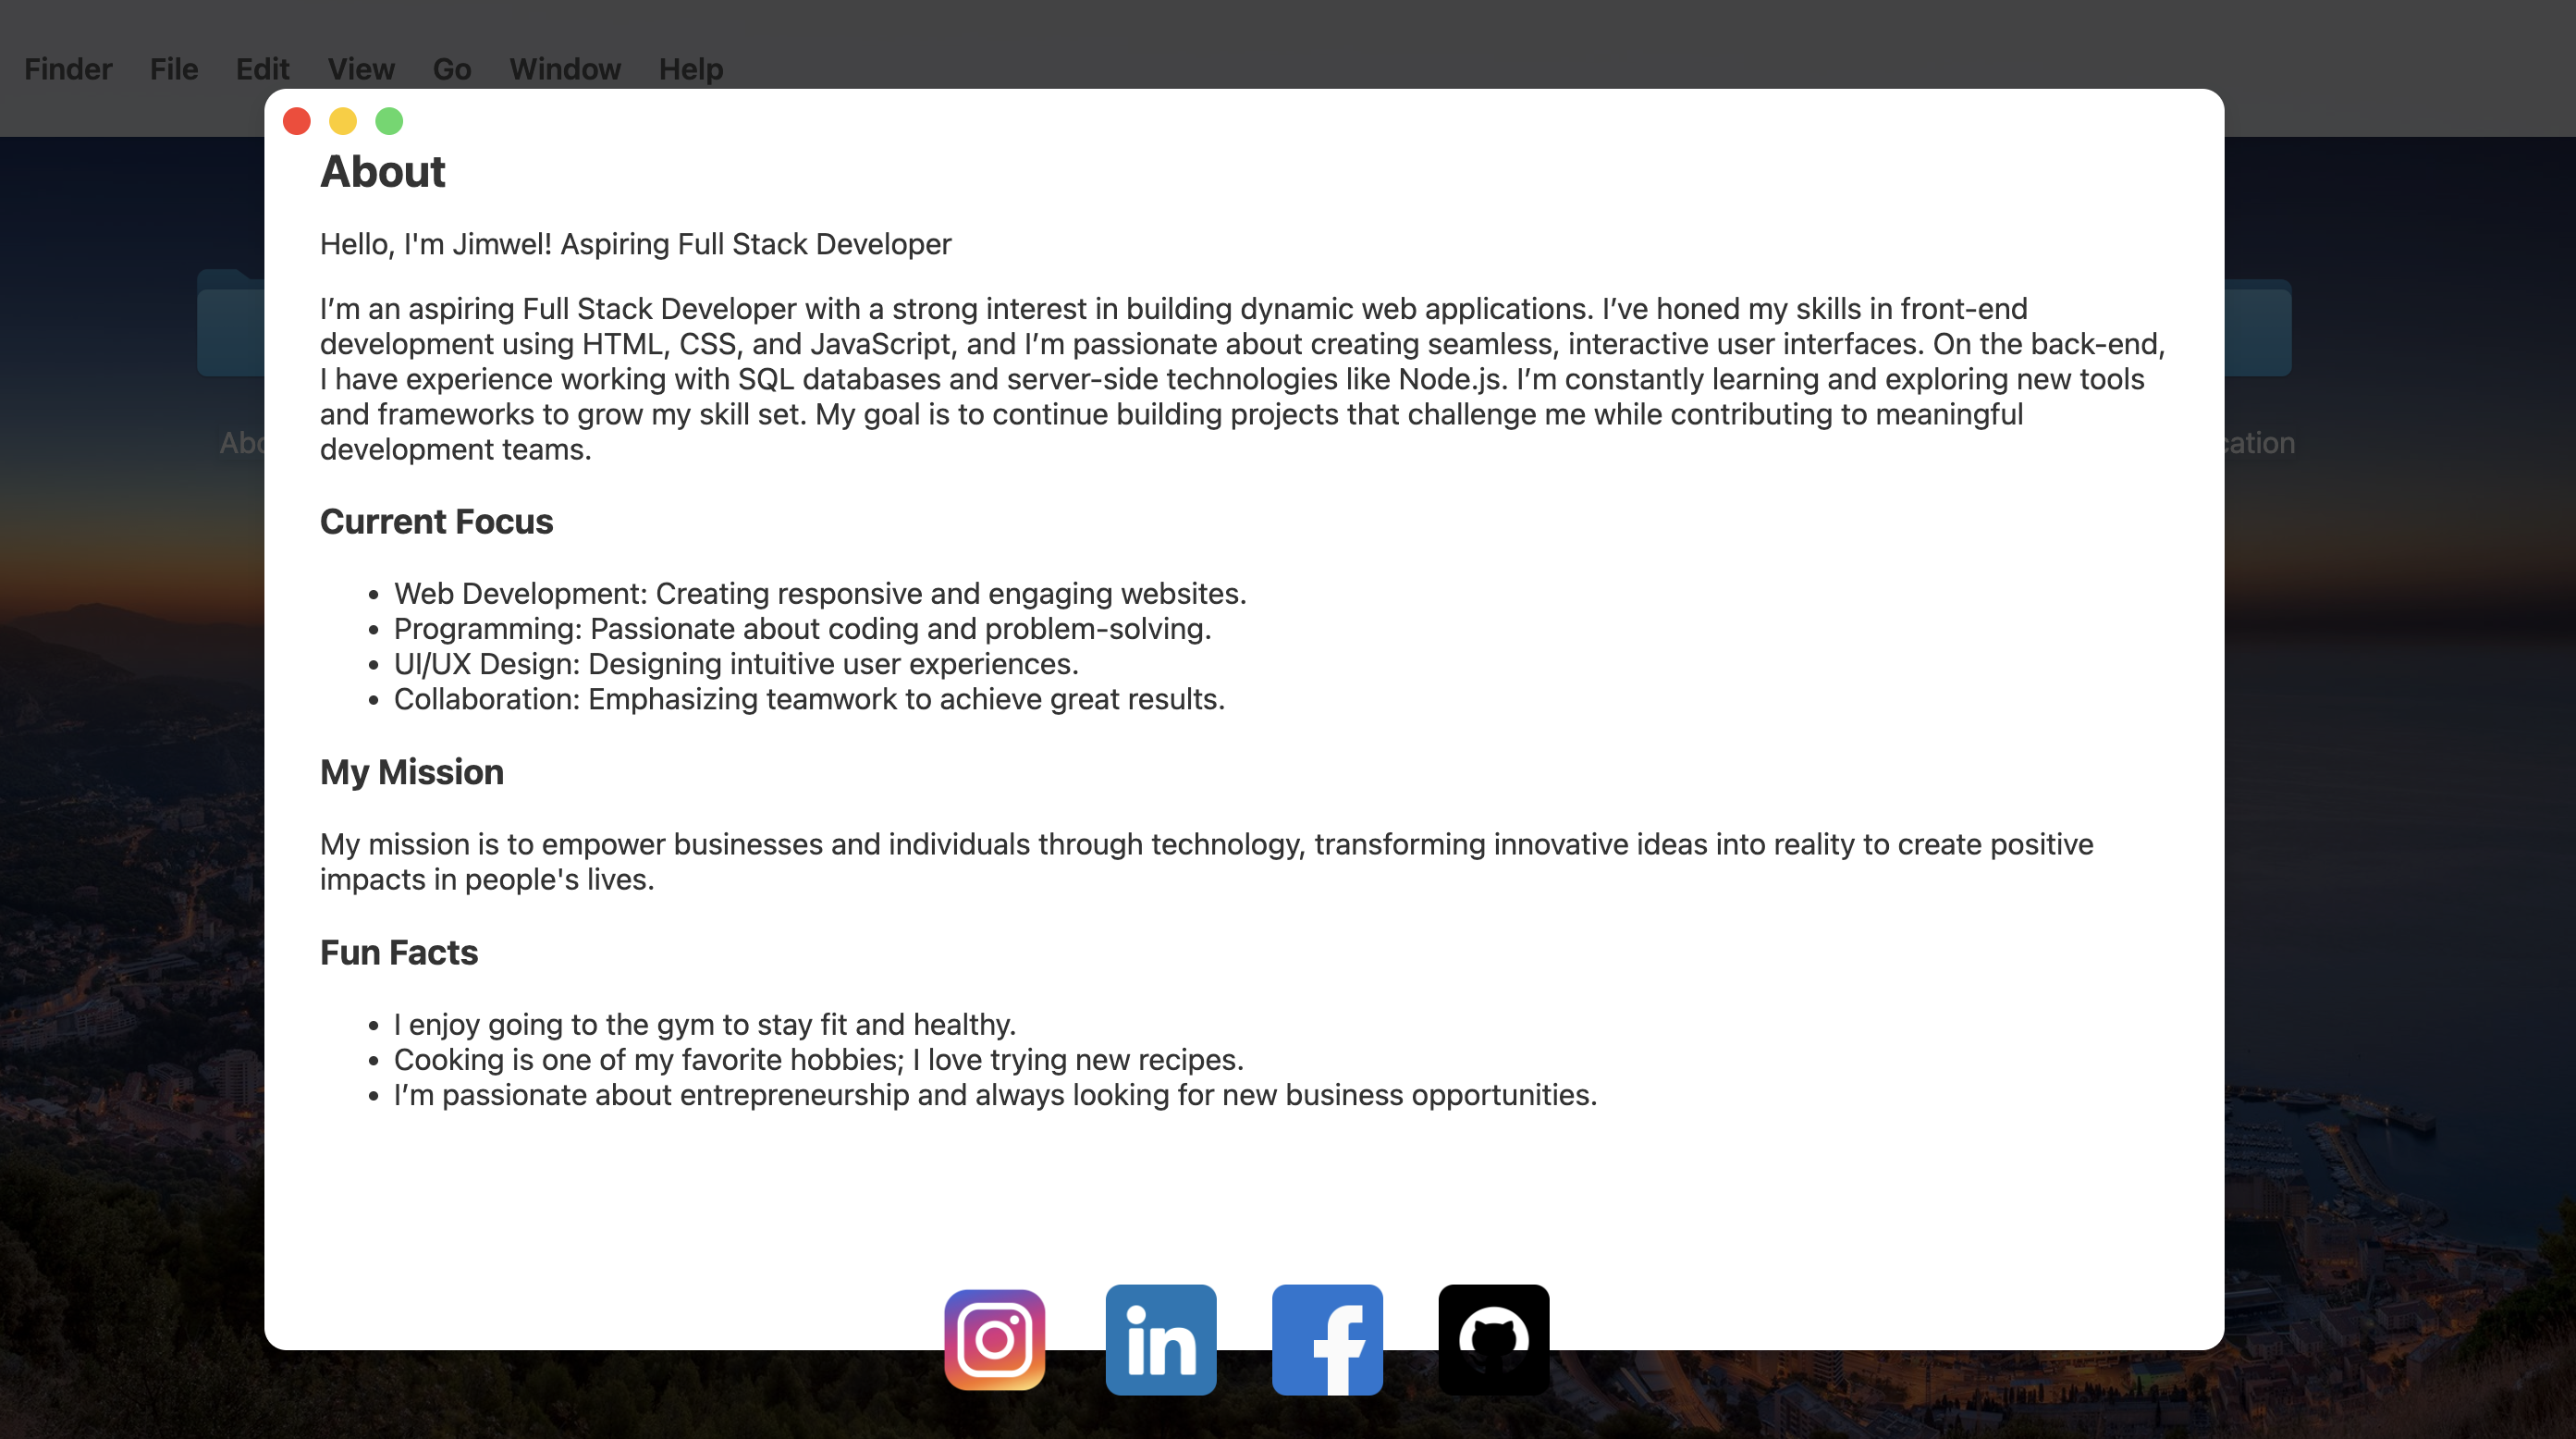 Finder File Edit View Go Window Help
About
Hello, I'm Jimwel! Aspiring Full Stack Developer
I’m an aspiring Full Stack Developer with a strong interest in building dynamic web applications. I’ve honed my skills in front-end
development using HTML, CSS, and JavaScript, and I’m passionate about creating seamless, interactive user interfaces. On the back-end,
I have experience working with SQL databases and server-side technologies like Node.js. I’m constantly learning and exploring new tools
and frameworks to grow my skill set. My goal is to continue building projects that challenge me while contributing to meaningful
development teams.
Current Focus
• Web Development: Creating responsive and engaging websites.
• Programming: Passionate about coding and problem-solving.
• UI/UX Design: Designing intuitive user experiences.
• Collaboration: Emphasizing teamwork to achieve great results.
My Mission
My mission is to empower businesses and individuals through technology, transforming innovative ideas into reality to create positive
impacts in people's lives.
Fun Facts
• I enjoy going to the gym to stay fit and healthy.
• Cooking is one of my favorite hobbies; I love trying new recipes.
• I’m passionate about entrepreneurship and always looking for new business opportunities.
in